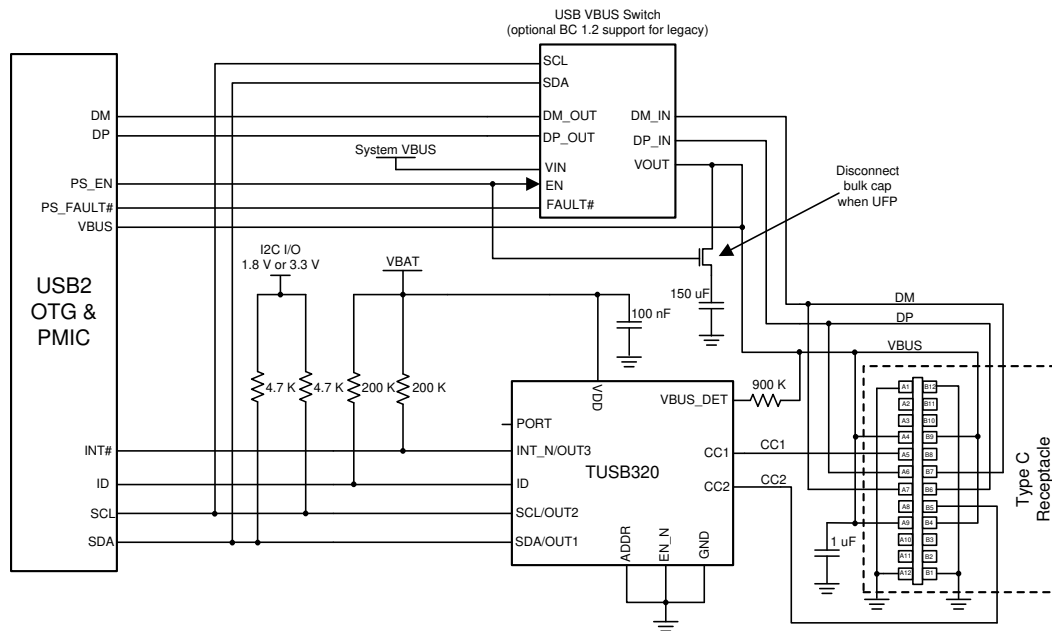 USB VBUS Switch
(optional BC 1.2 support for legacy)
SCL
SDA
DM
DM_OUT
DM_IN
DP
DP_OUT
DP_IN
System VBUS
VIN
VOUT
PS_EN
EN
PS_FAULT#
FAULT#
VBUS
Disconnect
bulk cap
when UFP
USB2
OTG &
PMIC
I2C I/O
1.8 V or 3.3 V
VBAT
150 uF
100 nF
DM
DP
VBUS
4.7 K
4.7 K
200 K
200 K
VDD
VBUS_DET
900 K
PORT
INT#
INT_N/OUT3
CC1
CC1
ID
ID
TUSB320
CC2
CC2
SCL
SCL/OUT2
SDA
SDA/OUT1
ADDR
EN_N
GND
1 uF
A1
B12
A2
B11
A3
B10
A4
B9
A5
B8
A6
B7
A7
B6
A8
B5
A9
B4
A10
B3
A11
B2
A12
B1
Type C
Receptacle